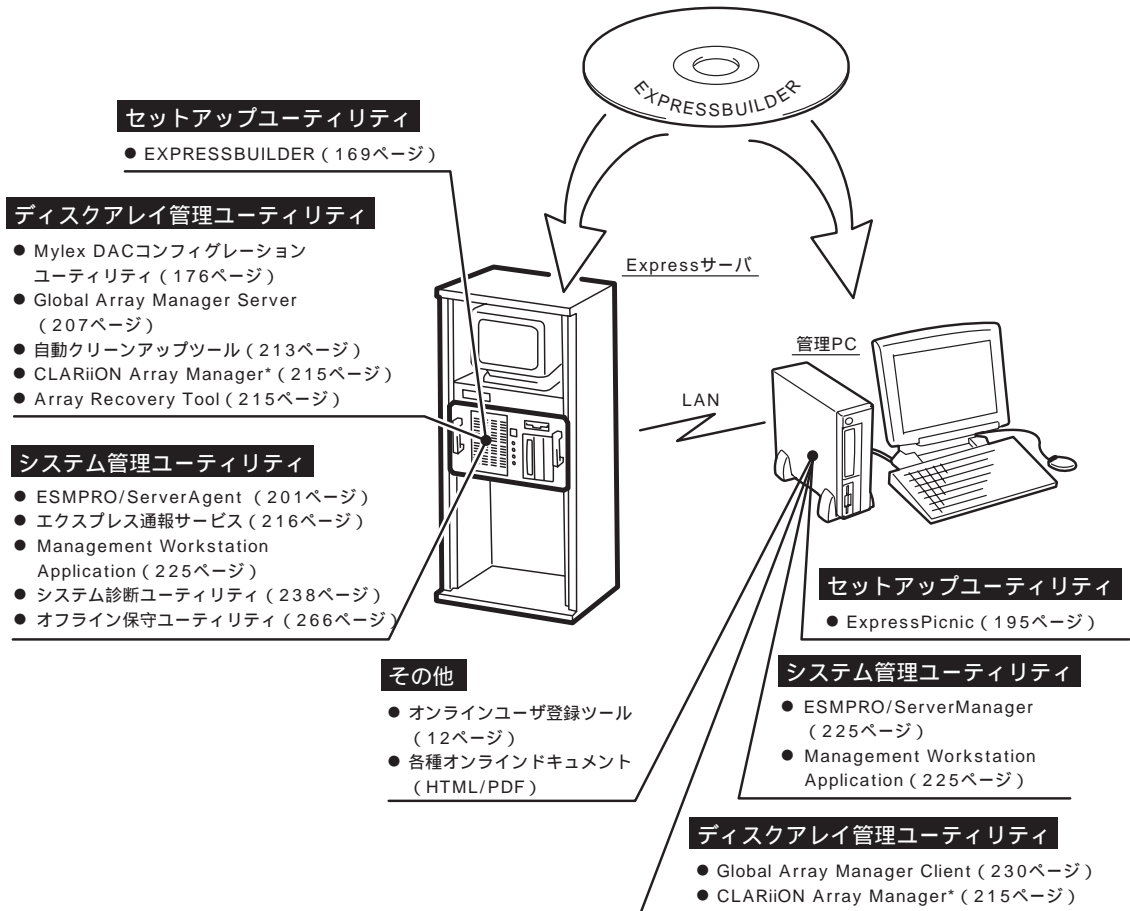 EXPRESSBUILDER
セットアップユーティリティ
● EXPRESSBUILDER（169ページ）
ディスクアレイ管理ユーティリティ
● Mylex DACコンフィグレーション
ユーティリティ（176ページ）
● Global Array Manager Server
（207ページ）
● 自動クリーンアップツール（213ページ）
● CLARiiON Array Manager*（215ページ）
● Array Recovery Tool（215ページ）
システム管理ユーティリティ
● ESMPRO/ServerAgent （201ページ）
● エクスプレス通報サービス（216ページ）
● Management Workstation
Application（225ページ）
● システム診断ユーティリティ（238ページ）
● オフライン保守ユーティリティ（266ページ）
Expressサーバ
LAN
管理PC
その他
● オンラインユーザ登録ツール
（12ページ）
● 各種オンラインドキュメント
（HTML/PDF）
セットアップユーティリティ
● ExpressPicnic（195ページ）
システム管理ユーティリティ
● ESMPRO/ServerManager
（225ページ）
● Management Workstation
Application（225ページ）
ディスクアレイ管理ユーティリティ
● Global Array Manager Client（230ページ）
● CLARiiON Array Manager*（215ページ）